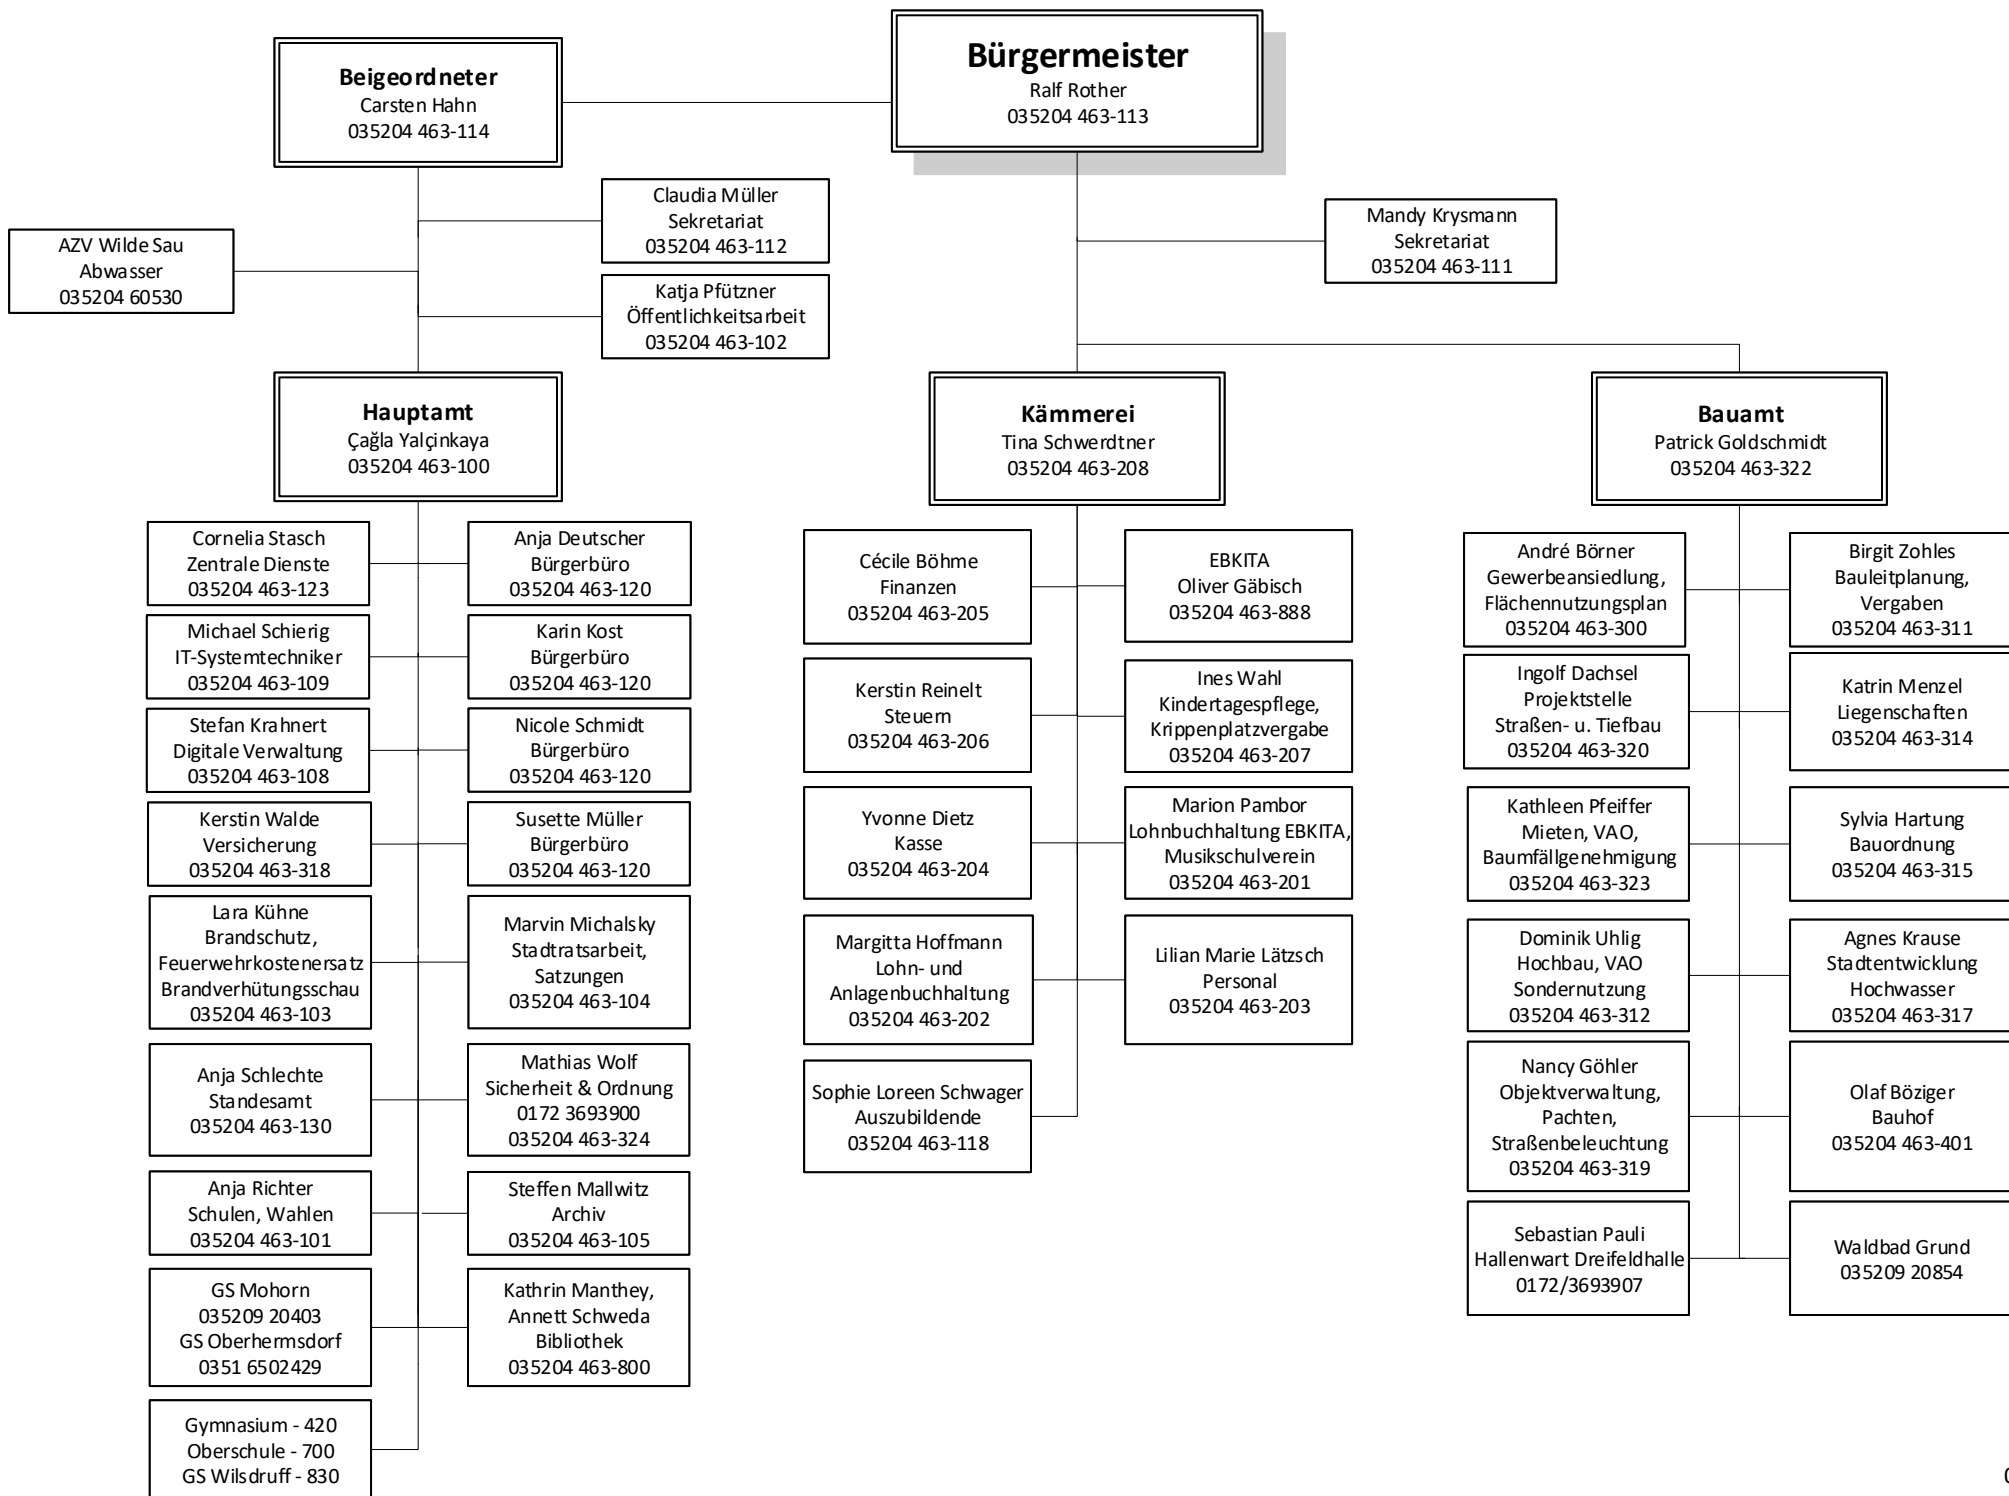 Bürgermeister
Ralf Rother
035204 463-113
Beigeordneter
Carsten Hahn
035204 463-114
Claudia Müller
Sekretariat
035204 463-112
Mandy Krysmann
Sekretariat
035204 463-111
AZV Wilde Sau
Abwasser
035204 60530
Katja Pfützner
Öffentlichkeitsarbeit
035204 463-102
Hauptamt
Çağla Yalçinkaya
035204 463-100
Cornelia Stasch
Zentrale Dienste
035204 463-123
Anja Deutscher
Bürgerbüro
035204 463-120
Michael Schierig
IT-Systemtechniker
035204 463-109
Karin Kost
Bürgerbüro
035204 463-120
Stefan Krahnert
Digitale Verwaltung
035204 463-108
Nicole Schmidt
Bürgerbüro
035204 463-120
Kerstin Walde
Versicherung
035204 463-318
Susette Müller
Bürgerbüro
035204 463-120
Lara Kühne
Brandschutz,
Feuerwehrkostenersatz
Brandverhütungsschau
035204 463-103
Marvin Michalsky
Stadtratsarbeit,
Satzungen
035204 463-104
Anja Schlechte
Standesamt
035204 463-130
Mathias Wolf
Sicherheit & Ordnung
0172 3693900
035204 463-324
Anja Richter
Schulen, Wahlen
035204 463-101
Steffen Mallwitz
Archiv
035204 463-105
GS Mohorn
035209 20403
GS Oberhermsdorf
0351 6502429
Kathrin Manthey,
Annett Schweda
Bibliothek
035204 463-800
Gymnasium - 420
Oberschule - 700
GS Wilsdruff - 830
Kämmerei
Tina Schwerdtner
035204 463-208
Cécile Böhme
Finanzen
035204 463-205
EBKITA
Oliver Gäbisch
035204 463-888
Kerstin Reinelt
Steuern
035204 463-206
Ines Wahl
Kindertagespflege,
Krippenplatzvergabe
035204 463-207
Yvonne Dietz
Kasse
035204 463-204
Marion Pambor
Lohnbuchhaltung EBKITA,
Musikschulverein
035204 463-201
Margitta Hoffmann
Lohn- und
Anlagenbuchhaltung
035204 463-202
Lilian Marie Lätzsch
Personal
035204 463-203
Sophie Loreen Schwager
Auszubildende
035204 463-118
Bauamt
Patrick Goldschmidt
035204 463-322
André Börner
Gewerbeansiedlung,
Flächennutzungsplan
035204 463-300
Birgit Zohles
Bauleitplanung,
Vergaben
035204 463-311
Ingolf Dachsel
Projektstelle
Straßen- u. Tiefbau
035204 463-320
Katrin Menzel
Liegenschaften
035204 463-314
Kathleen Pfeiffer
Mieten, VAO,
Baumfällgenehmigung
035204 463-323
Sylvia Hartung
Bauordnung
035204 463-315
Dominik Uhlig
Hochbau, VAO
Sondernutzung
035204 463-312
Agnes Krause
Stadtentwicklung
Hochwasser
035204 463-317
Nancy Göhler
Objektverwaltung,
Pachten,
Straßenbeleuchtung
035204 463-319
Olaf Böziger
Bauhof
035204 463-401
Sebastian Pauli
Hallenwart Dreifeldhalle
0172/3693907
Waldbad Grund
035209 20854